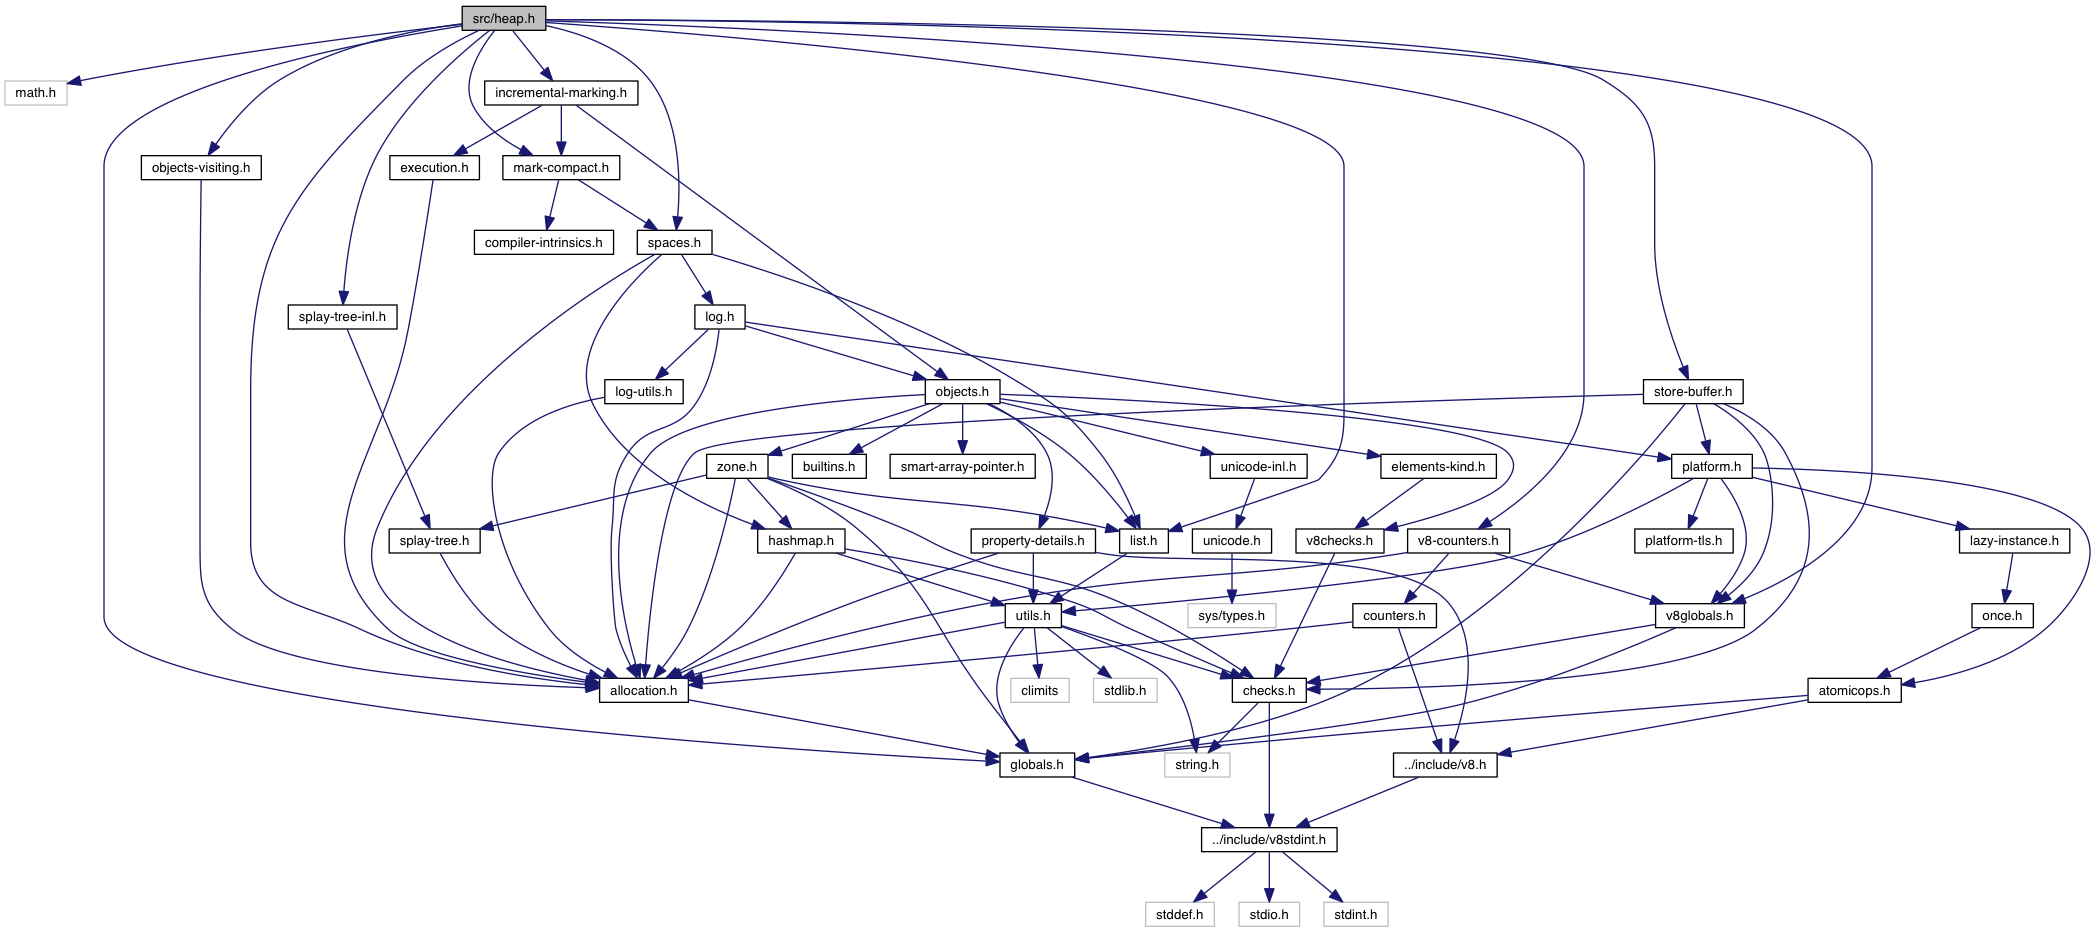 src/heap.h
math.h
incremental-marking.h
objects-visiting.h
execution.h
mark-compact.h
compiler-intrinsics.h
spaces.h
splay-tree-inl.h
log.h
log-utils.h
objects.h
store-buffer.h
zone.h
builtins.h
smart-array-pointer.h
unicode-inl.h
elements-kind.h
platform.h
splay-tree.h
hashmap.h
property-details.h
list.h
unicode.h
v8checks.h
v8-counters.h
platform-tls.h
lazy-instance.h
utils.h
sys/types.h
counters.h
v8globals.h
once.h
allocation.h
climits
stdlib.h
checks.h
atomicops.h
globals.h
string.h
../include/v8.h
../include/v8stdint.h
stddef.h
stdio.h
stdint.h